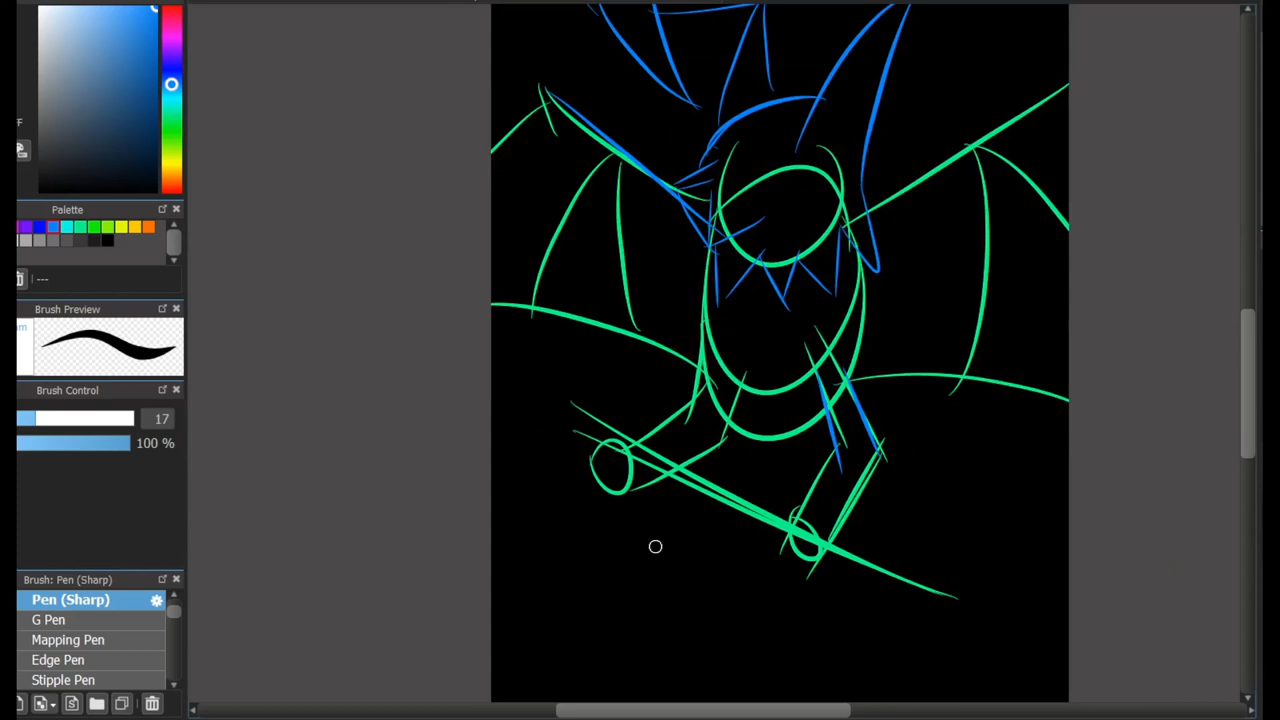 F
Palette
---
Brush Preview
am
Brush Control
17
100 %
Brush: Pen (Sharp)
Pen (Sharp)
G Pen
Mapping Pen
Edge Pen
Stipple Pen